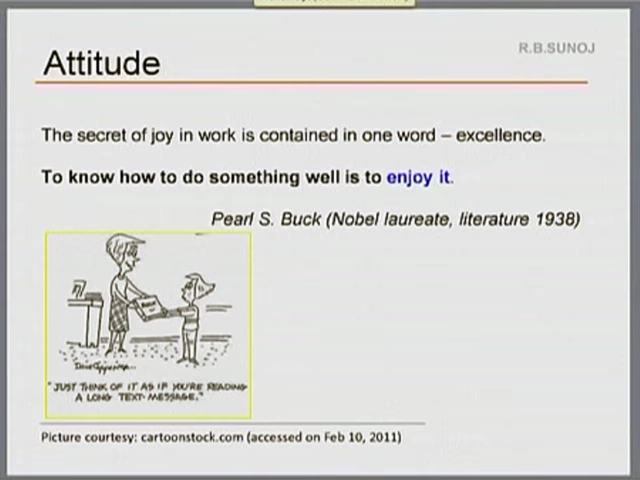 R.B.SUNOJ
Attitude
The secret of joy in work is contained in one word – excellence.
To know how to do something well is to enjoy it.
Pearl S. Buck (Nobel laureate, literature 1938)
"JUST THINK OF IT AS IF YOU'RE READING
A LONG TEXT-MESSAGE."
Picture courtesy: cartoonstock.com (accessed on Feb 10, 2011)